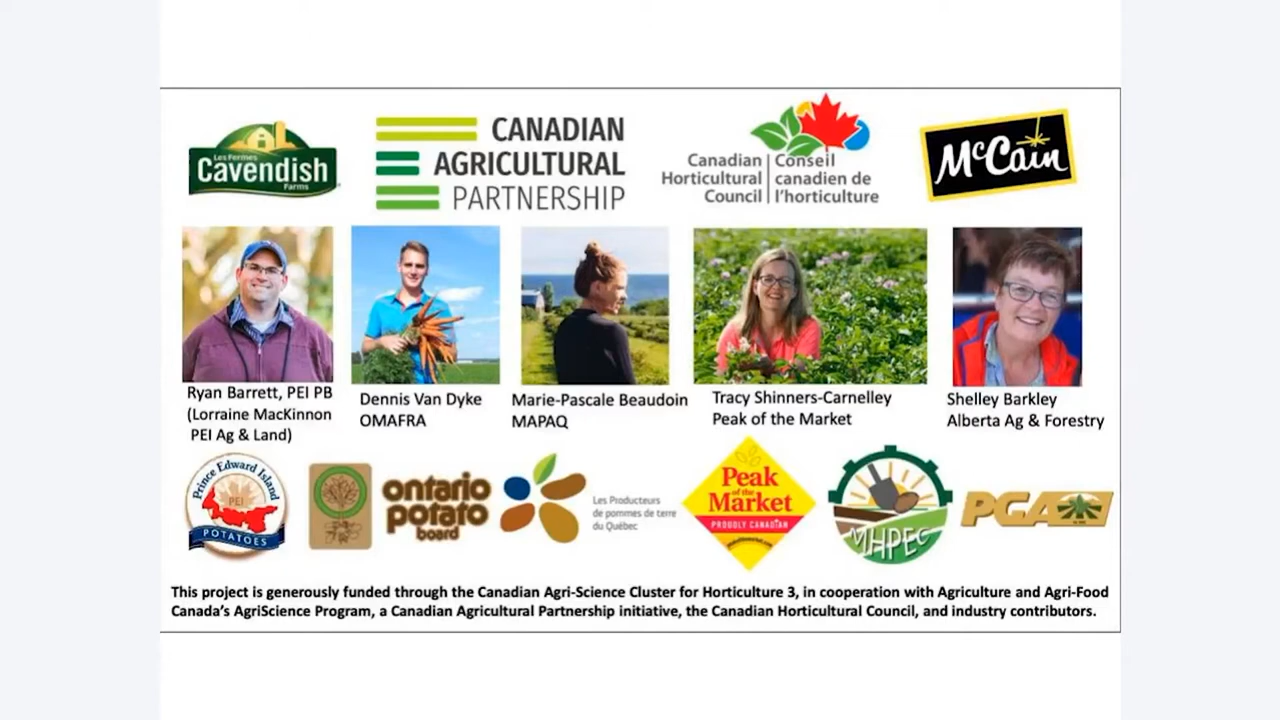 Les Fermes
Cavendish
Farms
CANADIAN
AGRICULTURAL
PARTNERSHIP
Canadian
Horticultural
Council
Conseil
canadien de
l'horticulture
McCain
Ryan Barrett, PEI PB
(Lorraine MacKinnon
PEI Ag & Land)
Dennis Van Dyke
OMAFRA
Marie-Pascale Beaudoin
MAPAQ
Tracy Shinners-Carnelley
Peak of the Market
Shelley Barkley
Alberta Ag & Forestry
Prince Edward Island
PEI
POTATOES
ontario
potato
board
Les Producteurs
de pommes de terre
du Québec
Peak
of the
Market
PROUDLY CANADIAN
MHPEC
PGA
This project is generously funded through the Canadian Agri-Science Cluster for Horticulture 3, in cooperation with Agriculture and Agri-Food
Canada's AgriScience Program, a Canadian Agricultural Partnership initiative, the Canadian Horticultural Council, and industry contributors.